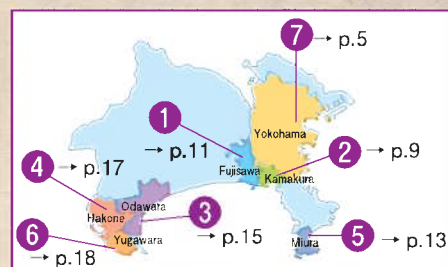 7
→ p.5
1
→ p.11
Yokohama
2
→ p.9
Fujisawa
Kamakura
4
→ p.17
Odawara
Hakone
3
→ p.15
6
Yugawara
→ p.18
5
Miura
→ p.13